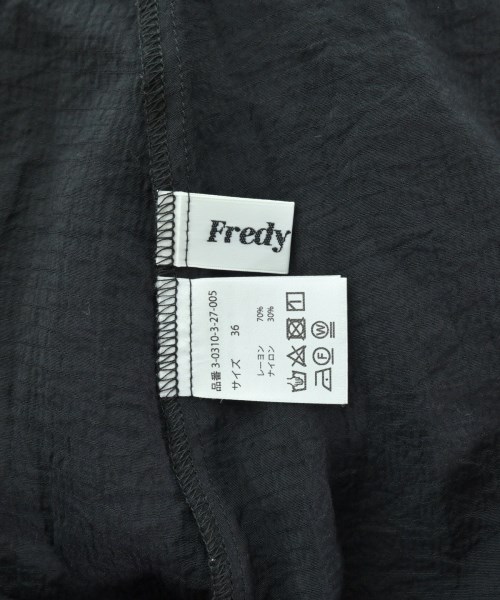 Fredy
品番 3-0310-3-27-005
サイズ 36
レーヨン 70%
ナイロン 30%
F W